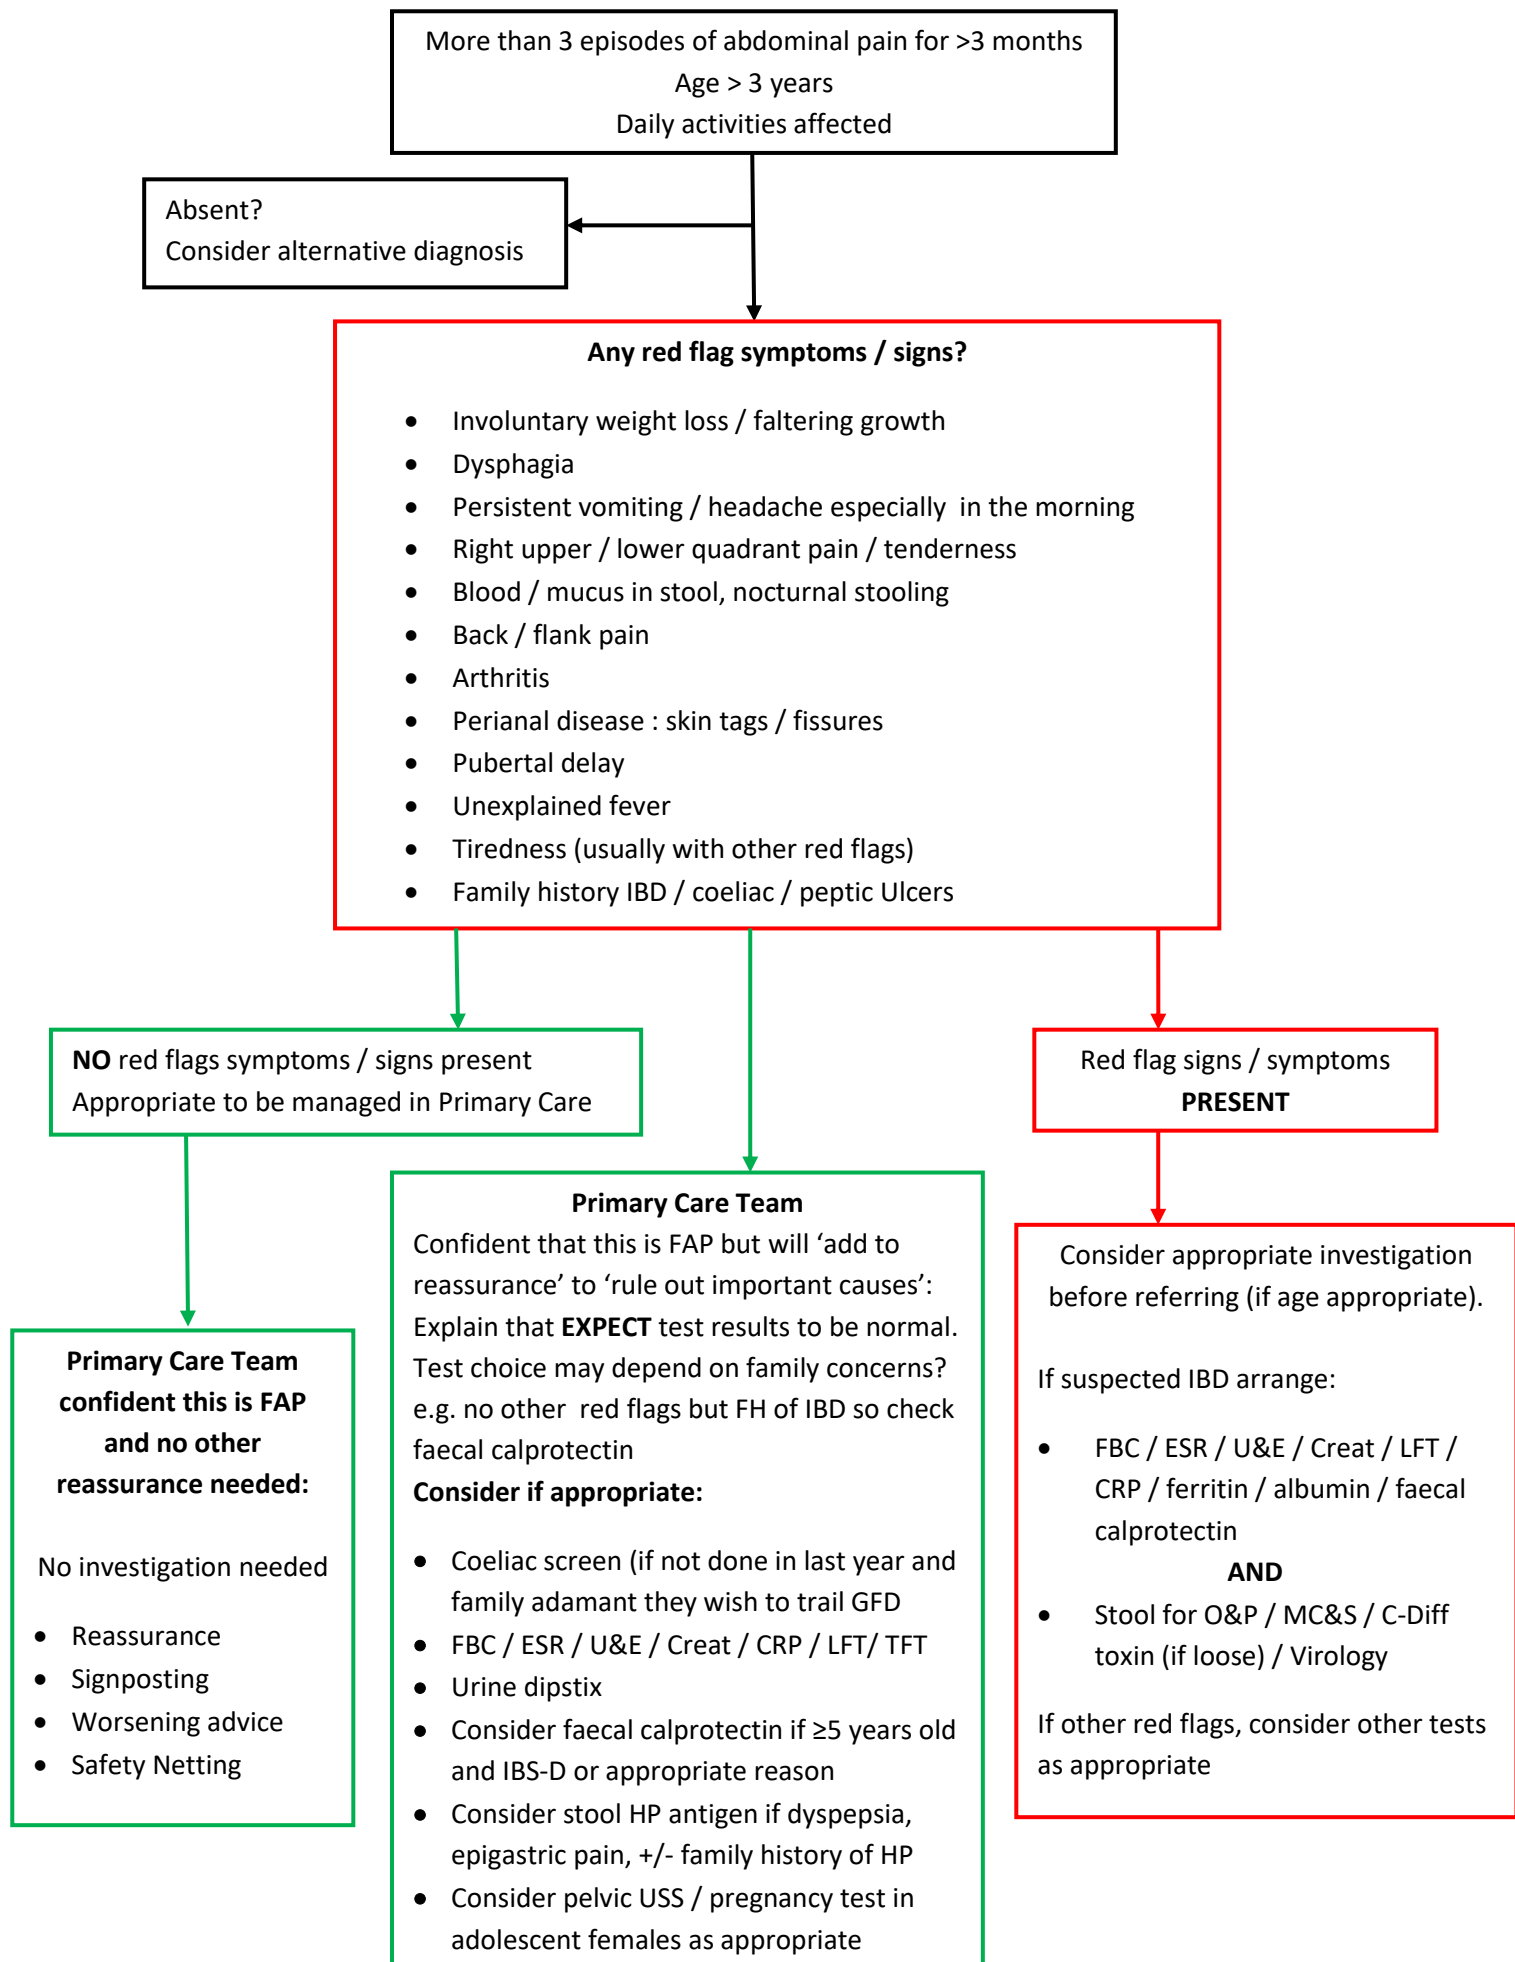 More than 3 episodes of abdominal pain for >3 months
Age > 3 years
Daily activities affected
Absent?
Consider alternative diagnosis
Any red flag symptoms / signs?
• Involuntary weight loss / faltering growth
• Dysphagia
• Persistent vomiting / headache especially  in the morning
• Right upper / lower quadrant pain / tenderness
• Blood / mucus in stool, nocturnal stooling
• Back / flank pain
• Arthritis
• Perianal disease : skin tags / fissures
• Pubertal delay
• Unexplained fever
• Tiredness (usually with other red flags)
• Family history IBD / coeliac / peptic Ulcers
NO red flags symptoms / signs present
Appropriate to be managed in Primary Care
Primary Care Team
confident this is FAP
and no other
reassurance needed:
No investigation needed
• Reassurance
• Signposting
• Worsening advice
• Safety Netting
Primary Care Team
Confident that this is FAP but will ‘add to
reassurance’ to ‘rule out important causes’:
Explain that EXPECT test results to be normal.
Test choice may depend on family concerns?
e.g. no other  red flags but FH of IBD so check
faecal calprotectin
Consider if appropriate:
• Coeliac screen (if not done in last year and
family adamant they wish to trail GFD
• FBC / ESR / U&E / Creat / CRP / LFT/ TFT
• Urine dipstix
• Consider faecal calprotectin if ≥5 years old
and IBS-D or appropriate reason
• Consider stool HP antigen if dyspepsia,
epigastric pain, +/- family history of HP
• Consider pelvic USS / pregnancy test in
adolescent females as appropriate
Red flag signs / symptoms
PRESENT
Consider appropriate investigation
before referring (if age appropriate).
If suspected IBD arrange:
• FBC / ESR / U&E / Creat / LFT /
CRP / ferritin / albumin / faecal
calprotectin
AND
• Stool for O&P / MC&S / C-Diff
toxin (if loose) / Virology
If other red flags, consider other tests
as appropriate